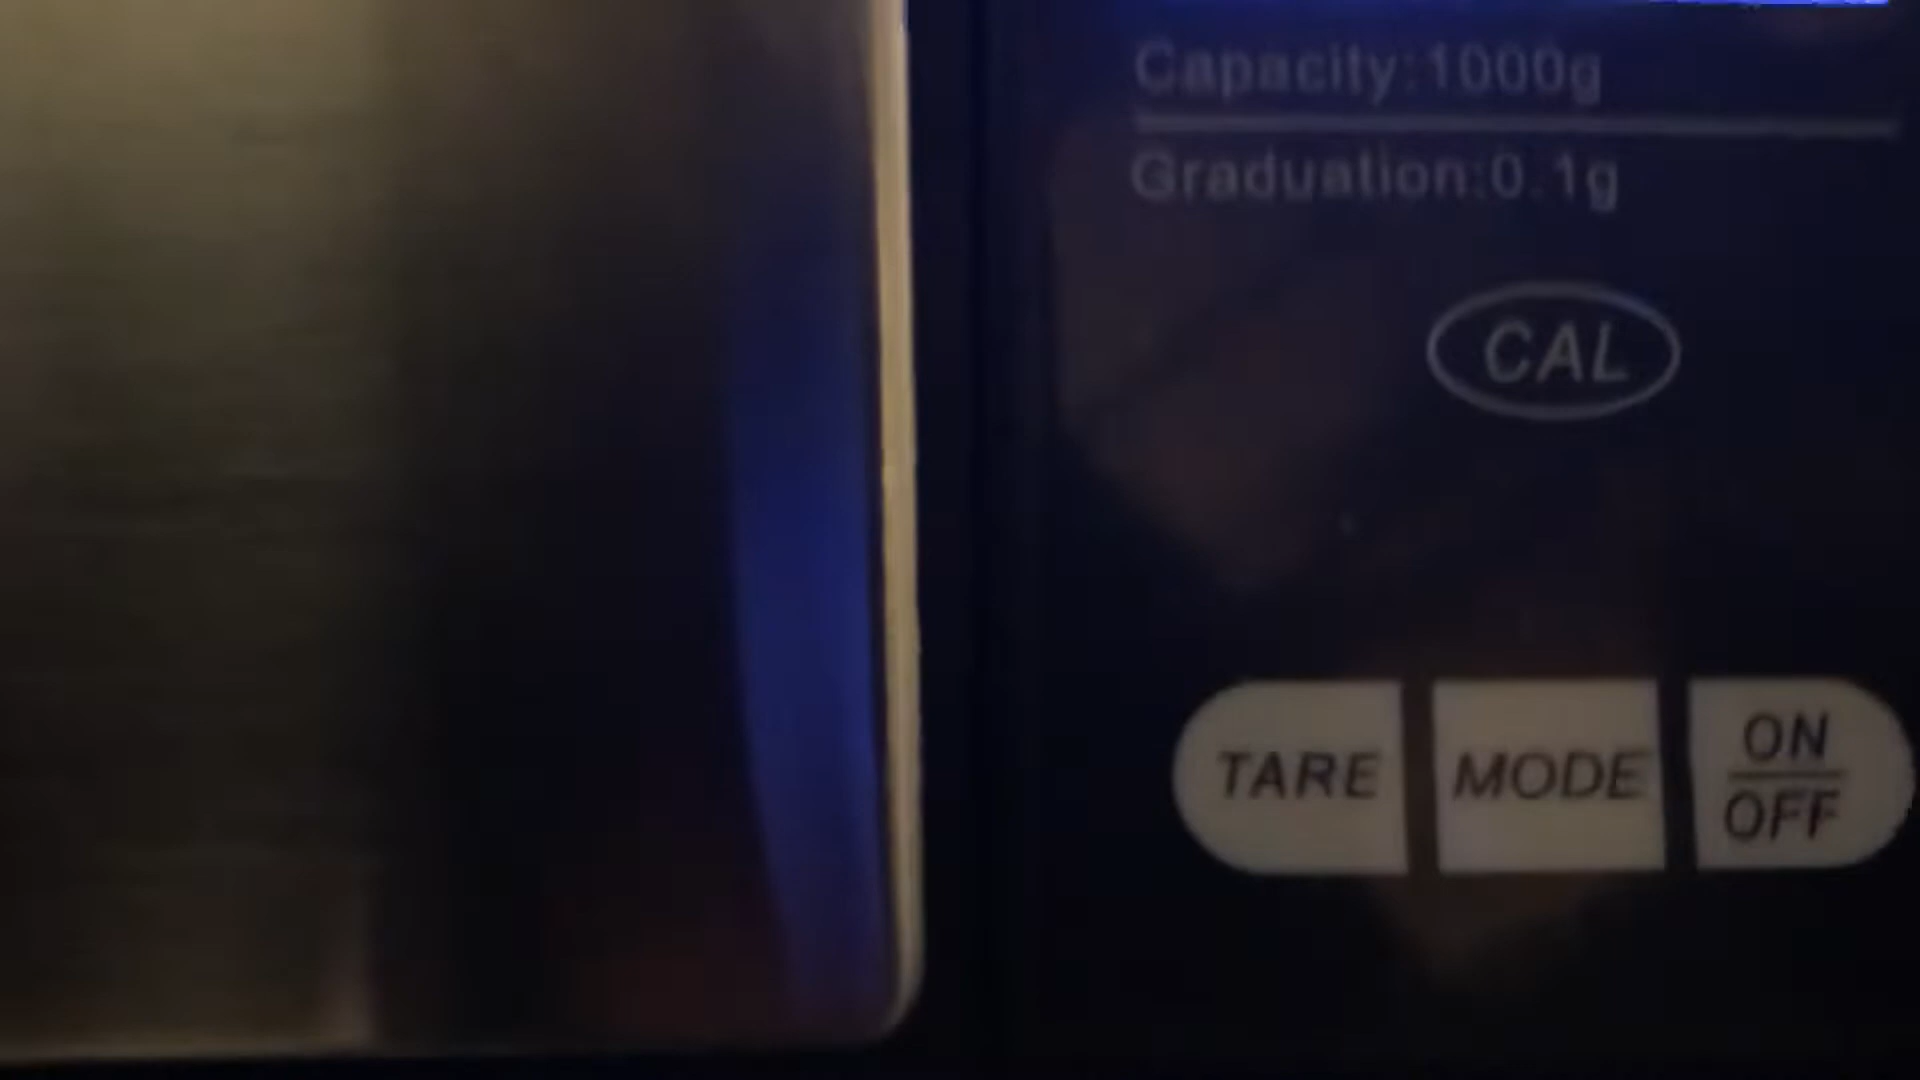 Capacity:1000g
Graduation:0.1g
CAL
TARE MODE ON
OFF